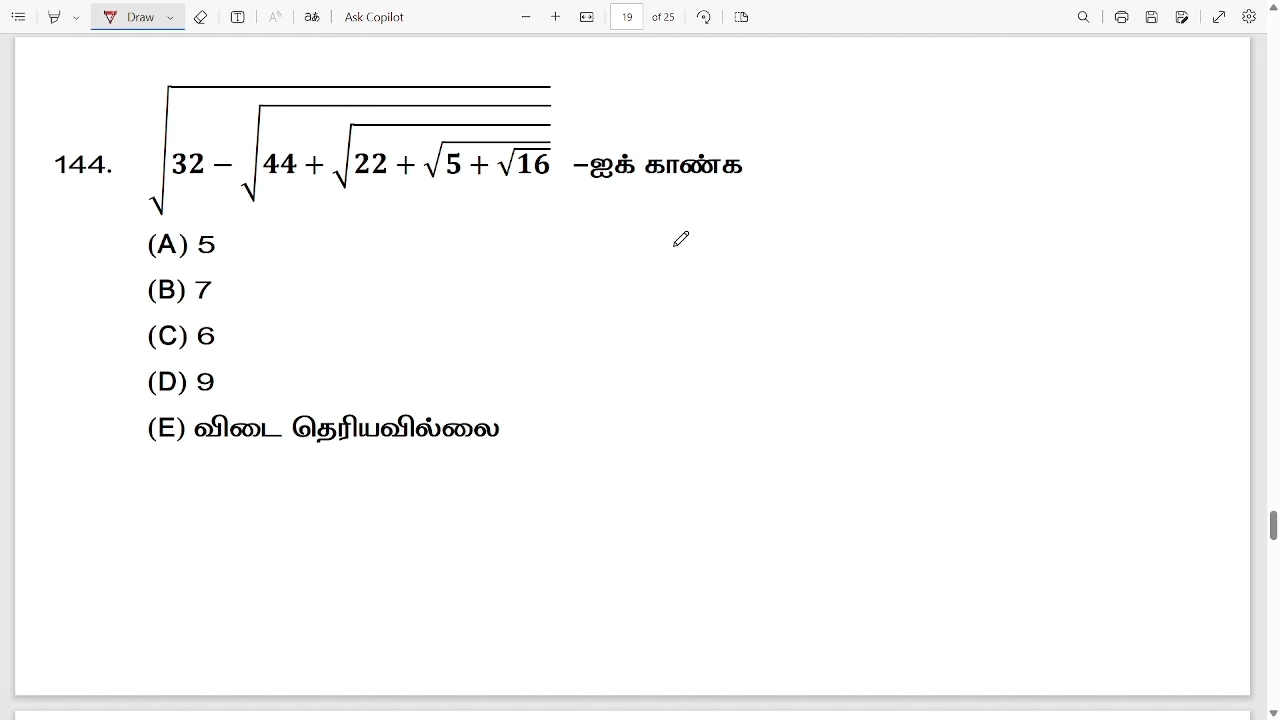 Draw
Ask Copilot
19 of 25
144. √32 − √44 + √22 + √5 + √16 –ஐக் காண்க
(A) 5
(B) 7
(C) 6
(D) 9
(E) விடை தெரியவில்லை